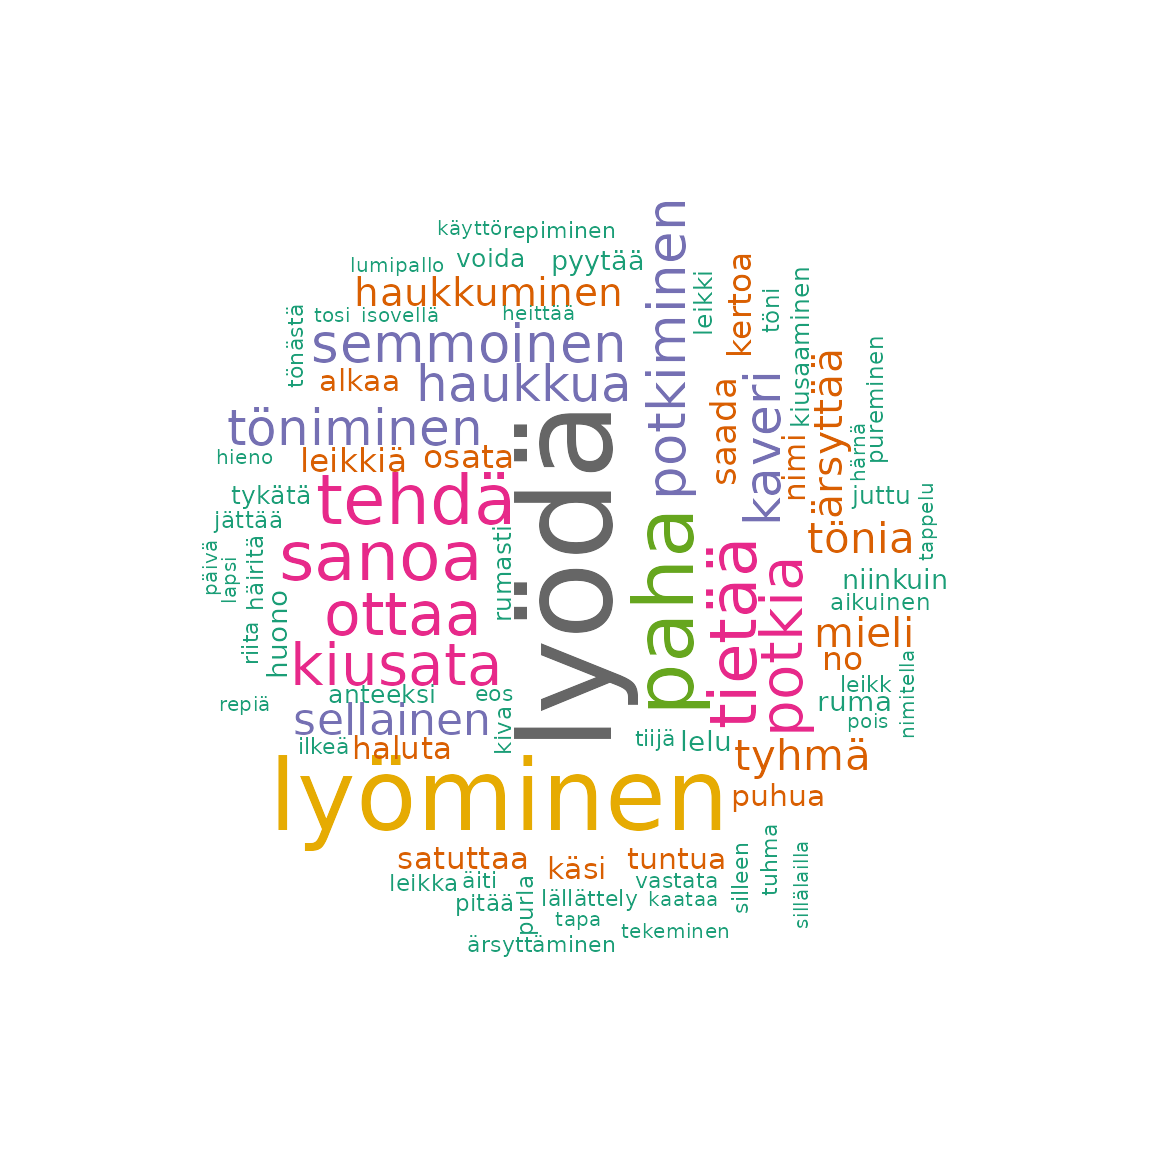 käyttö
repiminen
lumipallo
voida
pyytää
haukkuminen
tosi
isovellä
heittää
tönästä
semmoinen
alkaa
haukkua
töniminen
hieno
leikkiä
osata
tykätä
tehdä
jättää
sanoa
päivä
lapsi
häiritä
rumasti
ottaa
riita
huono
kiusata
anteeksi
eos
repiä
sellainen
kivaa
ilkeä
haluta
lyödä
lyöminen
potkiminen
leikki
kertoa
töni
kiusaaminen
saada
kaveri
nimi
ärsyttää
härnä
pureminen
juttu
tappelu
paha
tietää
potkia
tönia
niinkuin
aikuinen
mieli
no
leikk
ruma
pois
nimitella
tiijä
lelu
tyhmä
puhua
satuttaa
käsi
tuntua
leikka
äiti
pitää
purla
lällättely
vastata
kaataa
silleen
tuhma
sillälailla
tapa
tekeminen
ärsyttäminen